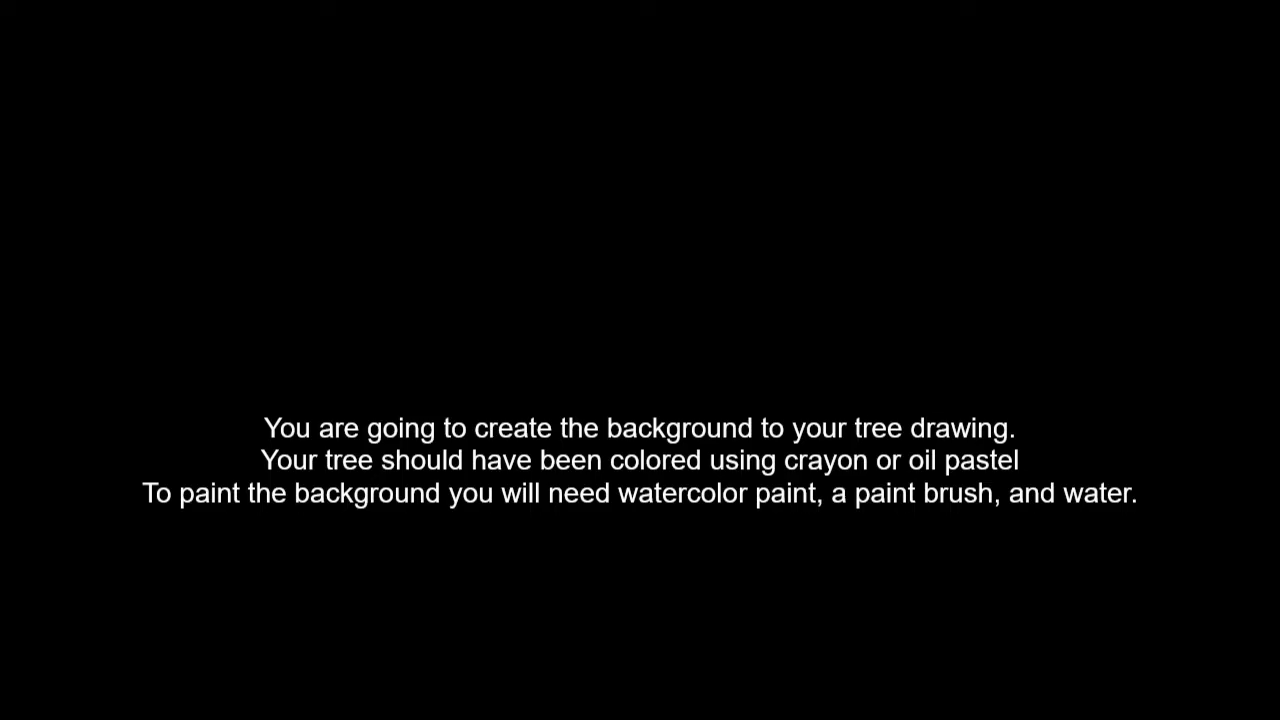 You are going to create the background to your tree drawing.
Your tree should have been colored using crayon or oil pastel
To paint the background you will need watercolor paint, a paint brush, and water.